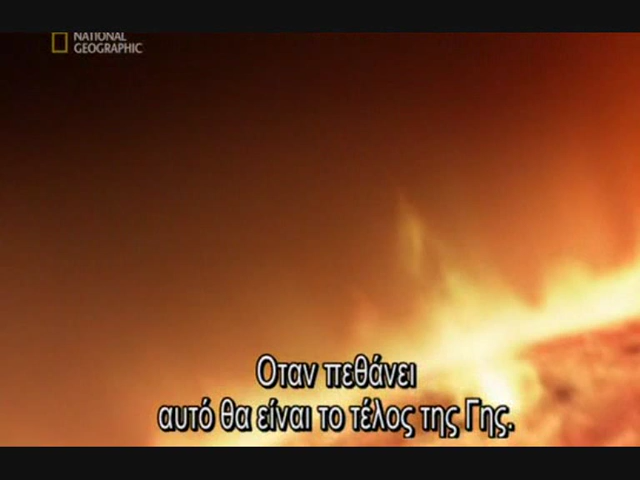 NATIONAL
GEOGRAPHIC
Οταν πεθάνει
αυτό θα είναι το τέλος της Γης.